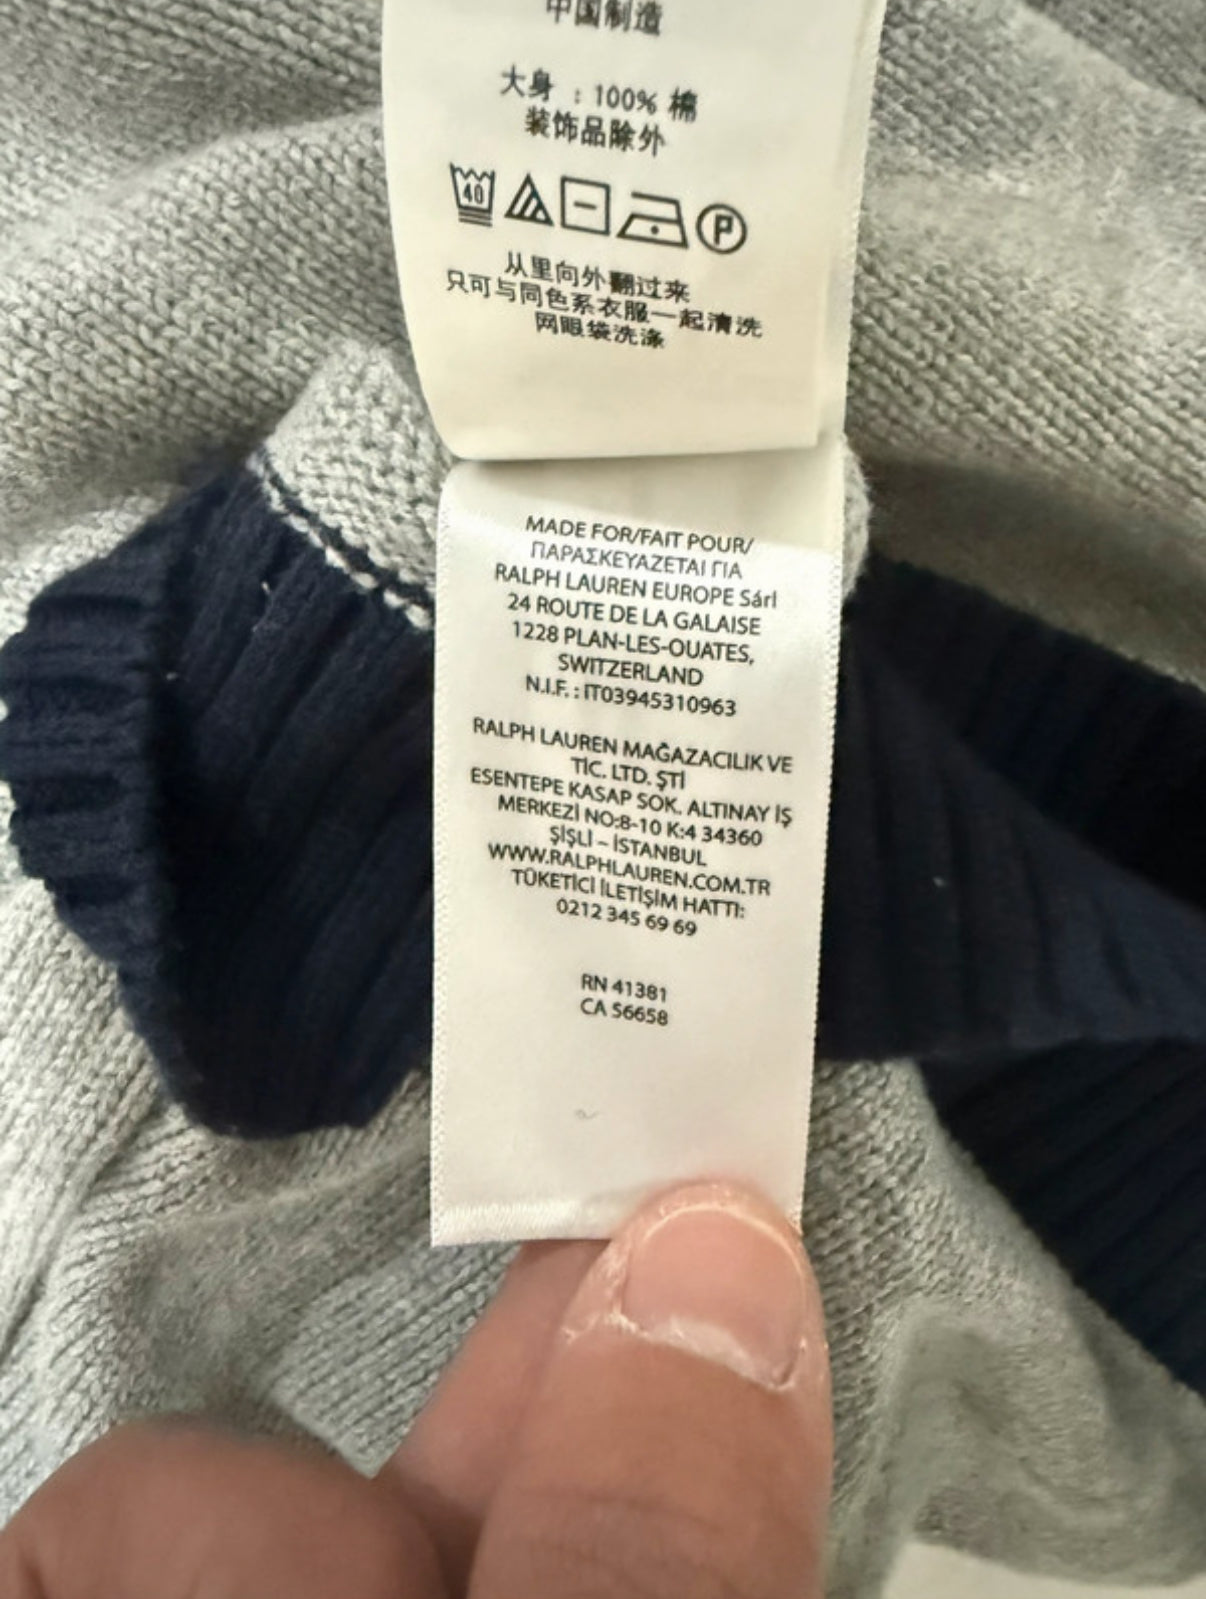 中国制造
大身 : 100% 棉
装饰品除外
40
P
从里向外翻过来
只可与同色系衣服一起清洗
网眼袋洗涤
MADE FOR/FAIT POUR/
ΠΑΡΑΣΚΕΥΑΖΕΤΑΙ ΓΙΑ
RALPH LAUREN EUROPE Sárl
24 ROUTE DE LA GALAISE
1228 PLAN-LES-OUATES,
SWITZERLAND
N.I.F. : IT03945310963
RALPH LAUREN MAĞAZACILIK VE
TİC. LTD. ŞTİ
ESENTEPE KASAP SOK. ALTINAY İŞ
MERKEZİ NO:8-10 K:4 34360
ŞİŞLİ – İSTANBUL
WWW.RALPHLAUREN.COM.TR
TÜKETİCİ İLETİŞİM HATTI:
0212 345 69 69
RN 41381
CA 56658